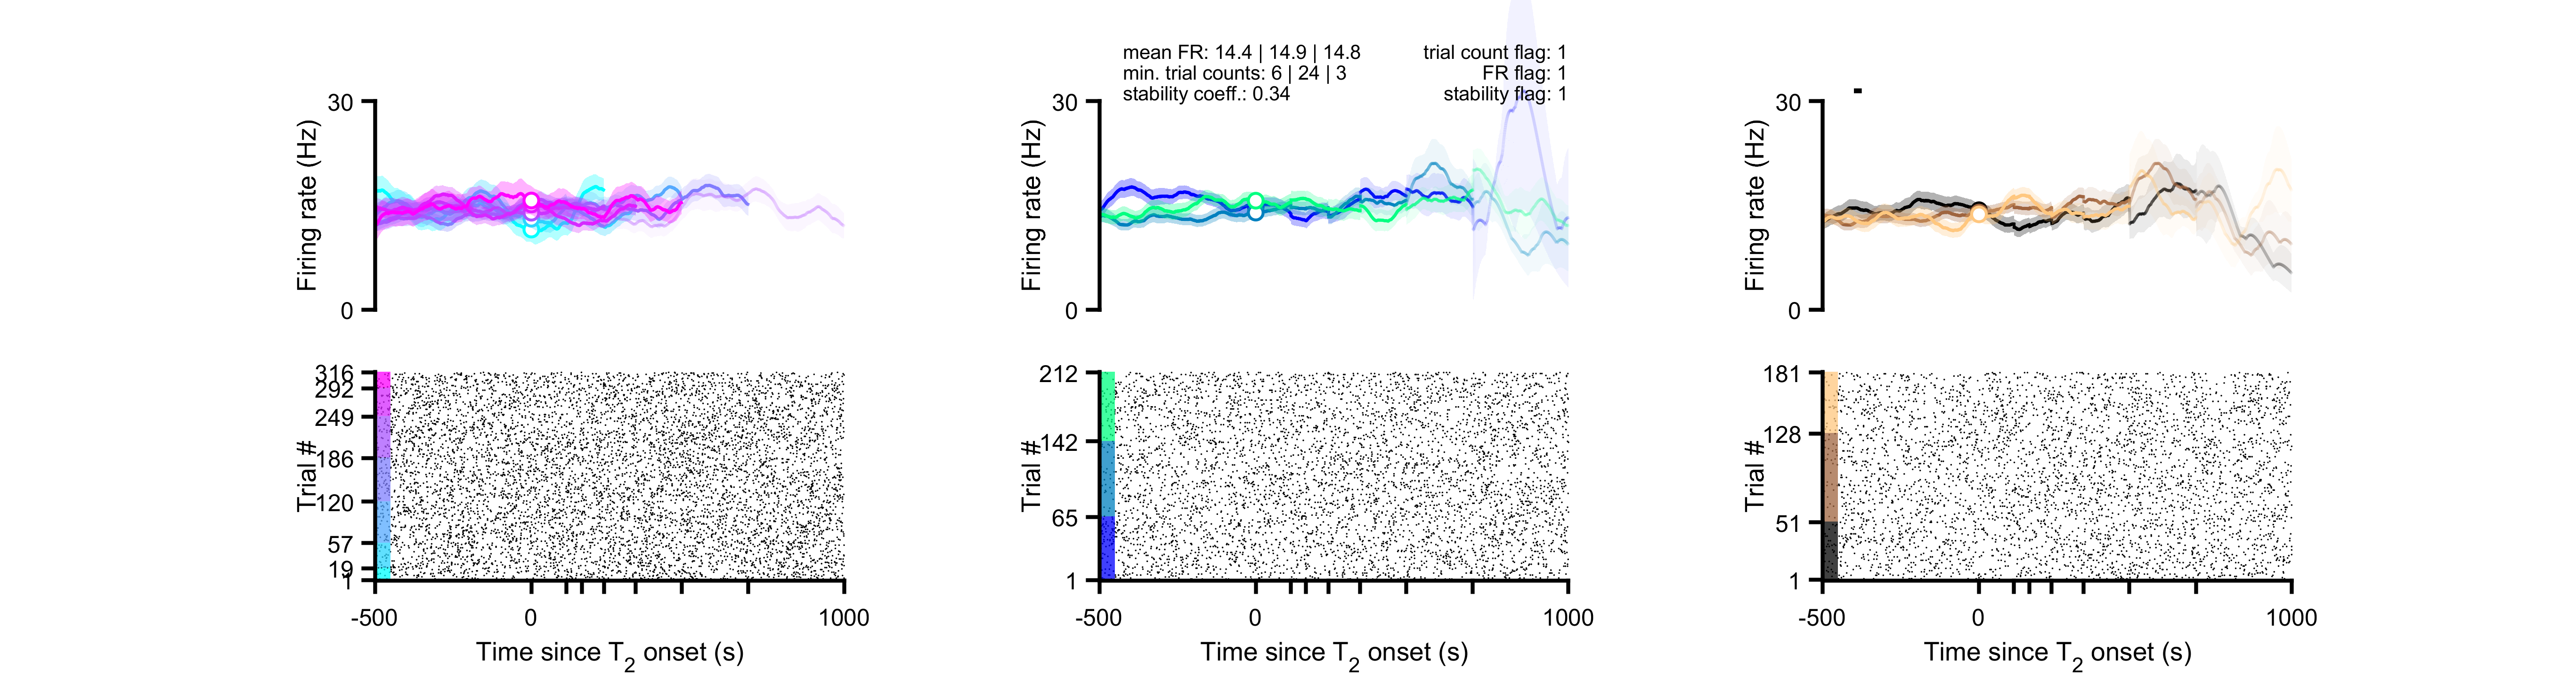 mean FR: 14.4 | 14.9 | 14.8
min. trial counts: 6 | 24 | 3
stability coeff.: 0.34
trial count flag: 1
FR flag: 1
stability flag: 1
30
Firing rate (Hz)
0
30
Firing rate (Hz)
0
30
Firing rate (Hz)
0
316
292
249
186
120
57
19
1
Trial #
-500
0
1000
Time since T2 onset (s)
212
142
65
1
Trial #
-500
0
1000
Time since T2 onset (s)
181
128
51
1
Trial #
-500
0
1000
Time since T2 onset (s)